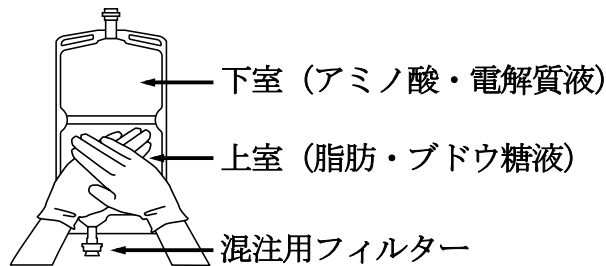 下室（アミノ酸・電解質液）
上室（脂肪・ブドウ糖液）
混注用フィルター